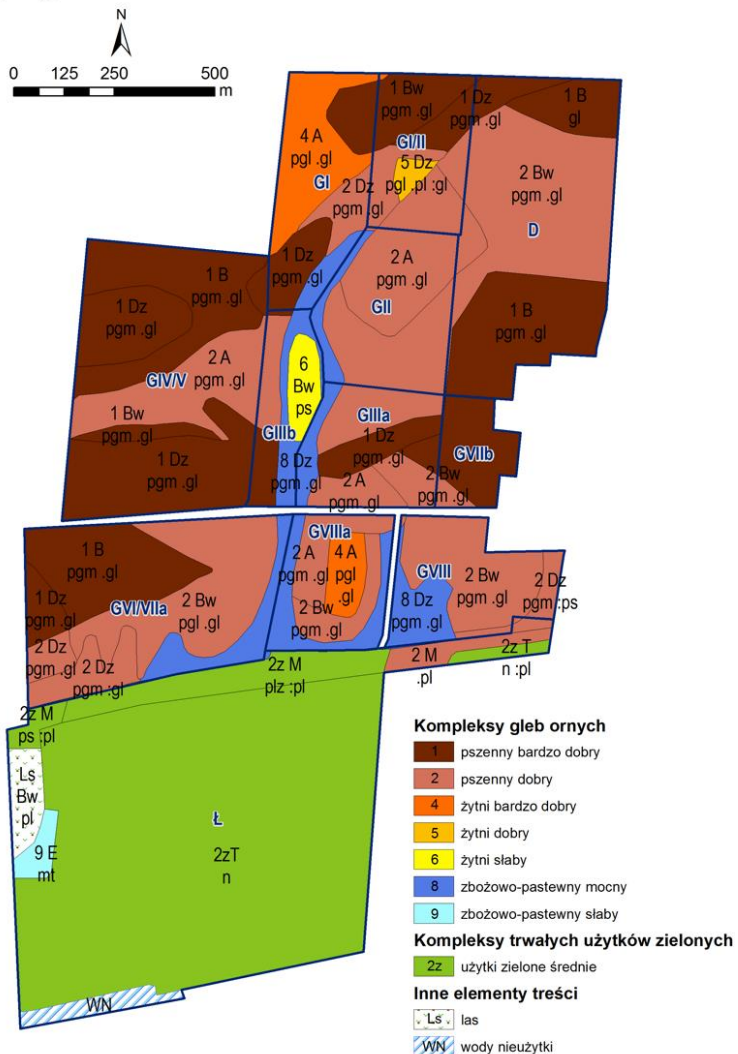 N
0 125 250 500
m
1 Bw
pgm .gl
1 Dz
pgm .gl
1 B
gl
4 A
pgl .gl
GI/II
5 Dz
pgl .pl :gl
GI
2 Dz
pgm .gl
2 Bw
pgm .gl
D
1 Dz
pgm .gl
2 A
pgm .gl
GII
1 B
pgm .gl
1 Dz
pgm .gl
1 B
pgm .gl
2 A
pgm .gl
GIV/V
6
Bw
ps
1 Bw
pgm .gl
GIIIb
GIIIa
1 Dz
pgm .gl
GVIIb
1 Dz
pgm .gl
8 Dz
pgm .gl
2 A
pgm .gl
2 Bw
pgm .gl
1 B
pgm .gl
GVIIIa
2 A
pgm .gl
4 A
pgl
.gl
GVIII
1 Dz
pgm .gl
GVI/VIIa
2 Bw
pgl .gl
2 Bw
pgm .gl
8 Dz
pgm .gl
2 Bw
pgm .gl
2 Dz
pgm :ps
2 Dz
pgm .gl
2 Dz
pgm :gl
2z M
plz :pl
2 M
.pl
2z T
n :pl
2z M
ps :pl
Ls
Bw
pl
9 E
mt
Ł
2zT
n
WN
Kompleksy gleb ornych
1 pszenny bardzo dobry
2 pszenny dobry
4 żytni bardzo dobry
5 żytni dobry
6 żytni słaby
8 zbożowo-pastewny mocny
9 zbożowo-pastewny słaby
Kompleksy trwałych użytków zielonych
2z użytki zielone średnie
Inne elementy treści
Ls las
WN wody nieużytki